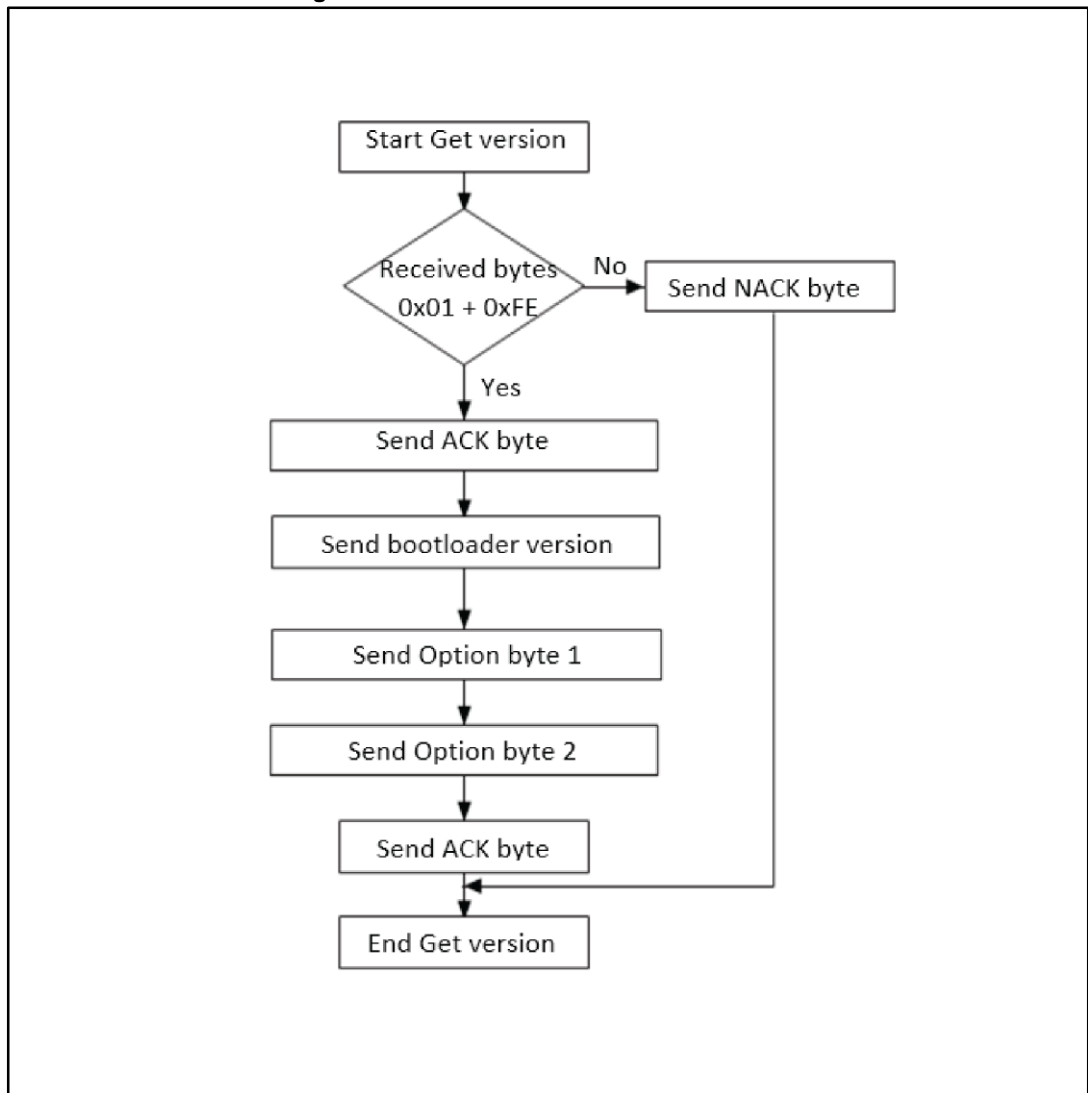 Start Get version
Received bytes
0x01 + 0xFE
No
Send NACK byte
Yes
Send ACK byte
Send bootloader version
Send Option byte 1
Send Option byte 2
Send ACK byte
End Get version